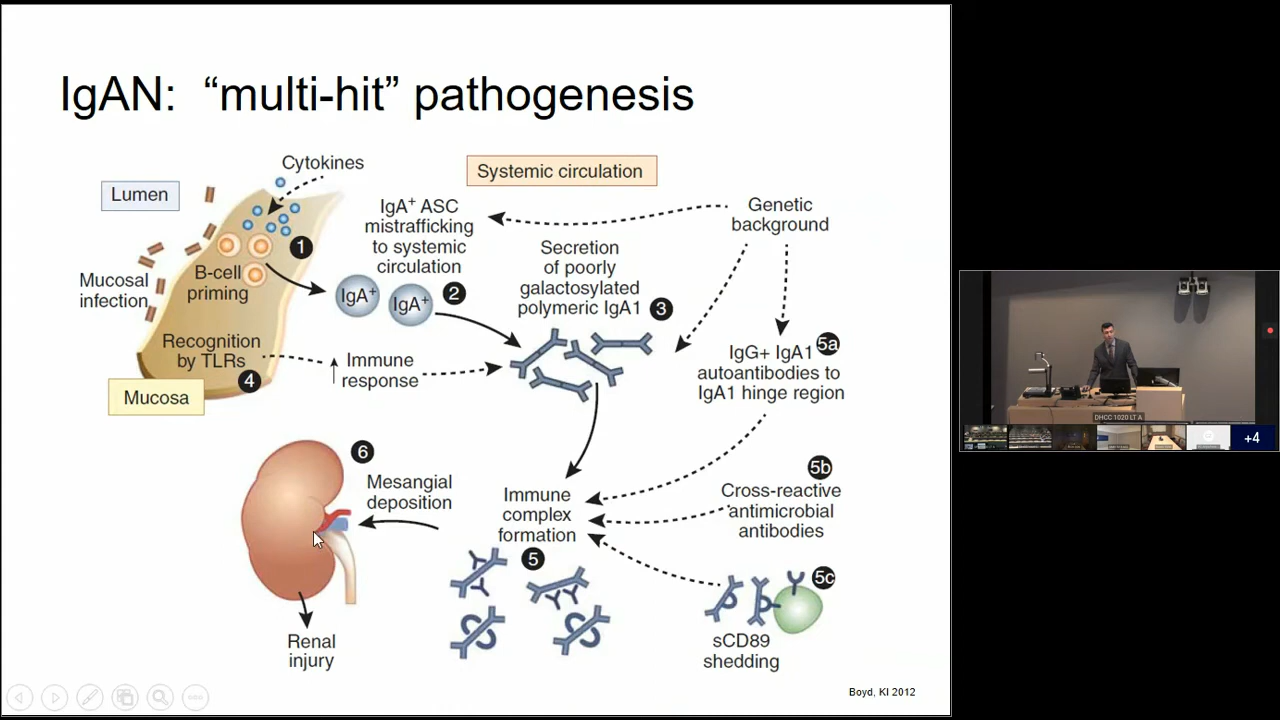 IgAN: “multi-hit” pathogenesis
Cytokines
Systemic circulation
Lumen
IgA+ ASC
mistrafficking
to systemic
circulation
Genetic
background
1
Secretion
of poorly
galactosylated
polymeric IgA1
3
Mucosal
infection
B-cell
priming
IgA+
IgA+
2
Recognition
by TLRs
4
Immune
response
5a
IgG+ IgA1
autoantibodies to
IgA1 hinge region
Mucosa
6
Mesangial
deposition
Immune
complex
formation
5
5b
Cross-reactive
antimicrobial
antibodies
5c
sCD89
shedding
Renal
injury
Boyd, KI 2012
DHCC 1020 LT A
+4